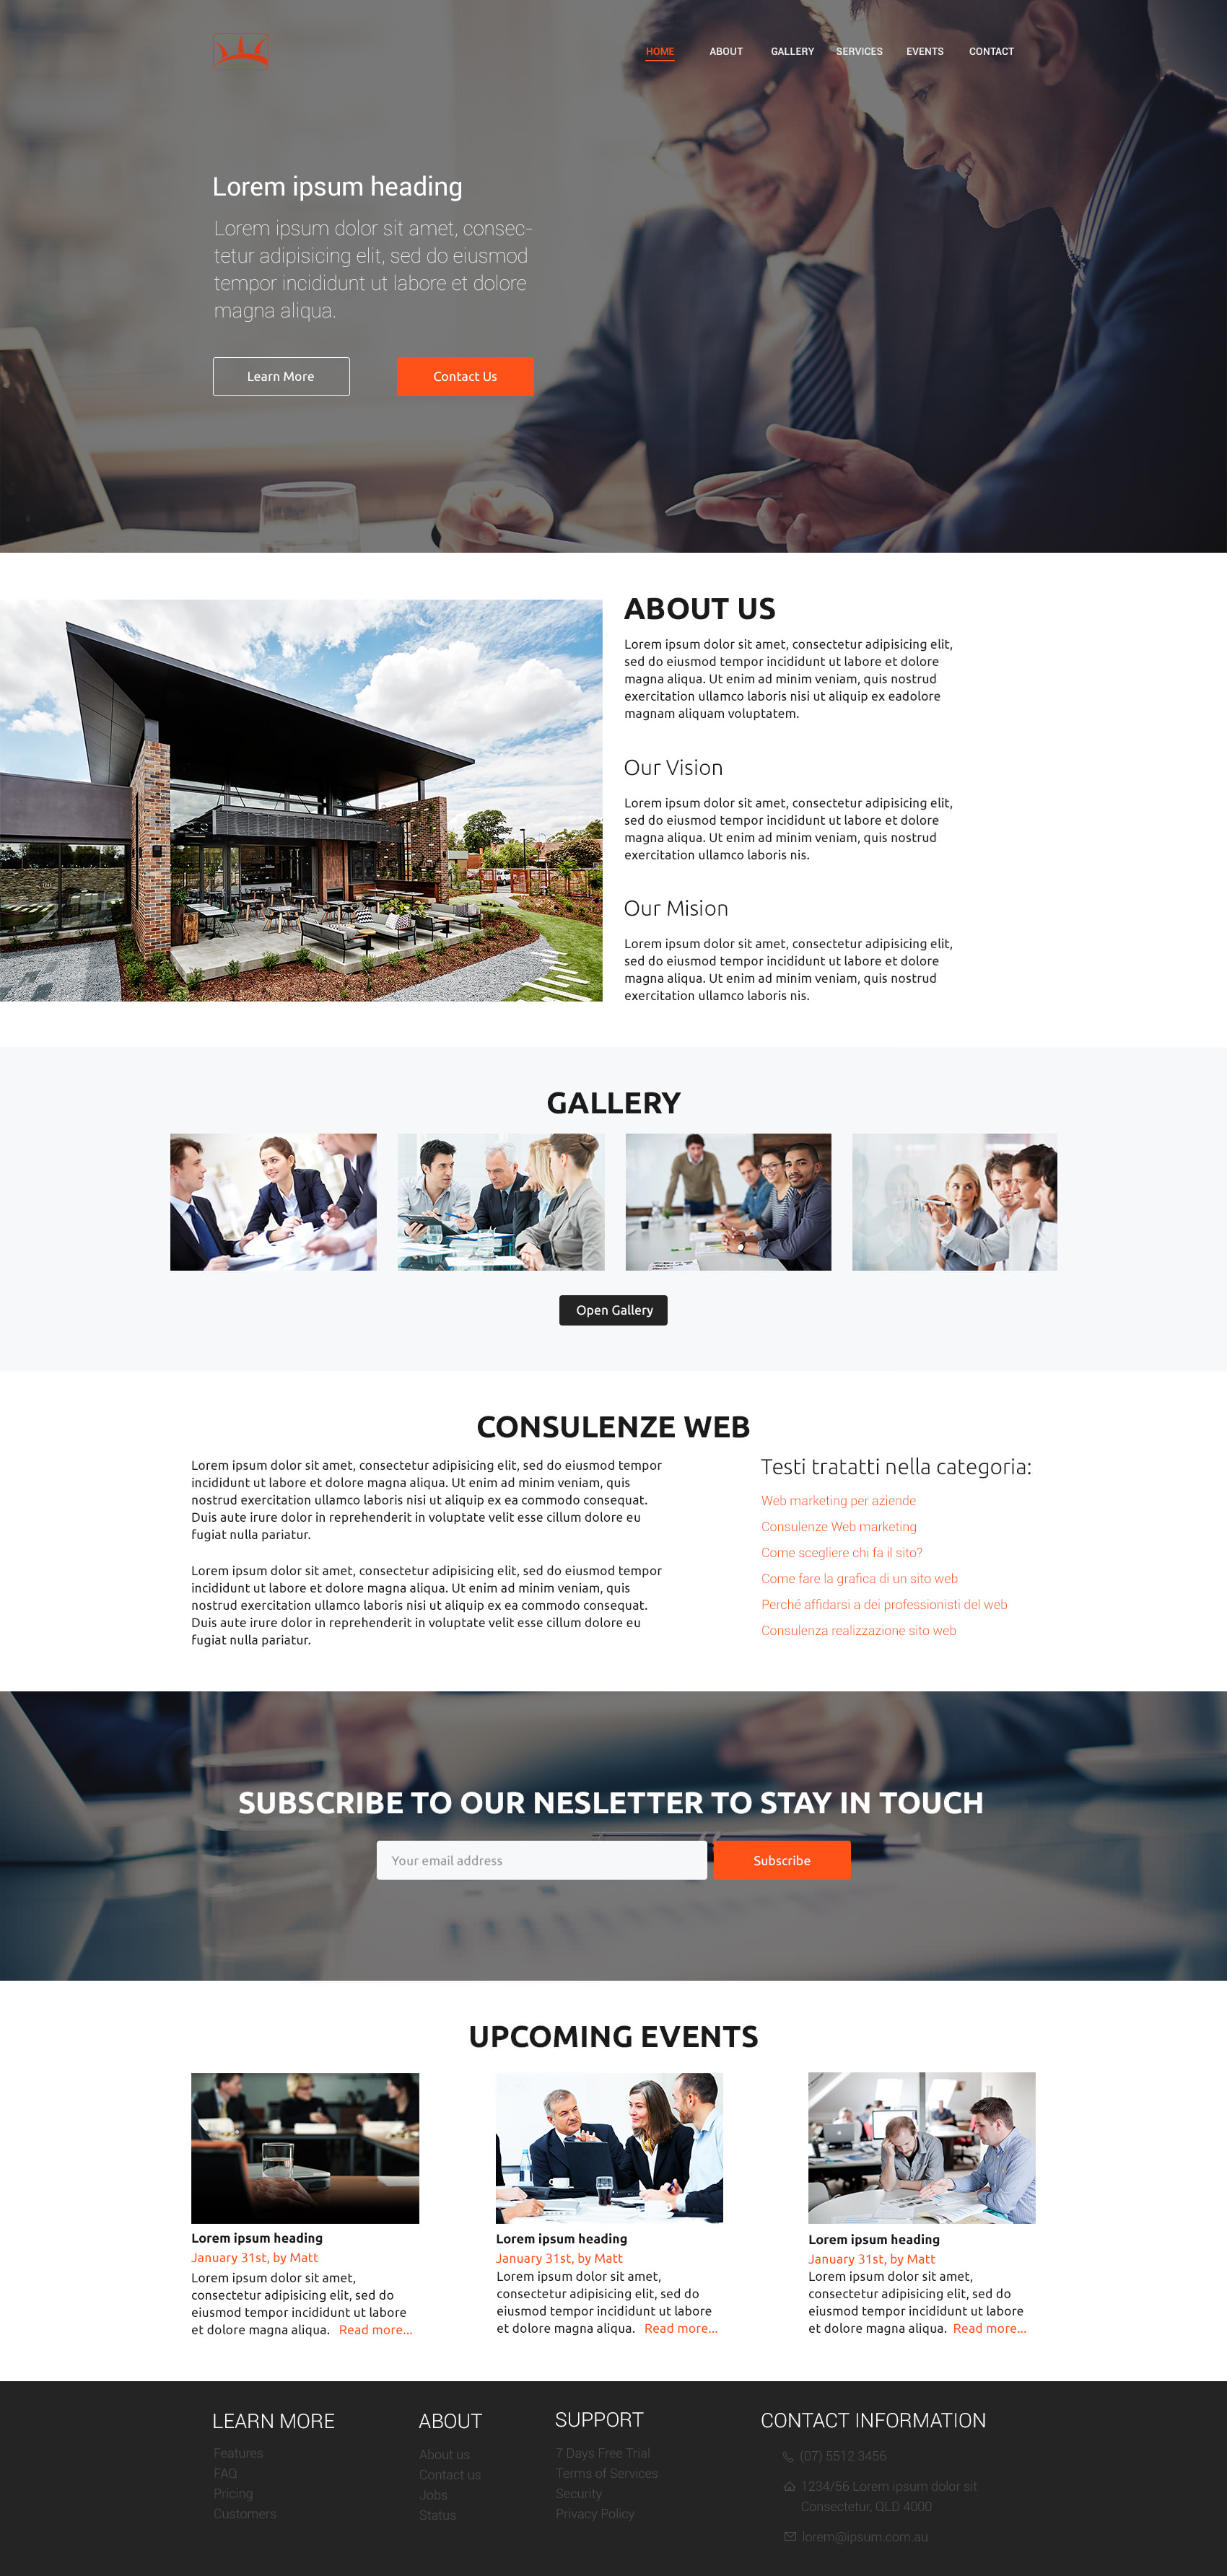 HOME ABOUT GALLERY SERVICES EVENTS CONTACT
Lorem ipsum heading
Lorem ipsum dolor sit amet, consec-
tetur adipisicing elit, sed do eiusmod
tempor incididunt ut labore et dolore
magna aliqua.
Learn More
Contact Us
ABOUT US
Lorem ipsum dolor sit amet, consectetur adipisicing elit,
sed do eiusmod tempor incididunt ut labore et dolore
magna aliqua. Ut enim ad minim veniam, quis nostrud
exercitation ullamco laboris nisi ut aliquip ex eadolore
magnam aliquam voluptatem.
Our Vision
Lorem ipsum dolor sit amet, consectetur adipisicing elit,
sed do eiusmod tempor incididunt ut labore et dolore
magna aliqua. Ut enim ad minim veniam, quis nostrud
exercitation ullamco laboris nis.
Our Mision
Lorem ipsum dolor sit amet, consectetur adipisicing elit,
sed do eiusmod tempor incididunt ut labore et dolore
magna aliqua. Ut enim ad minim veniam, quis nostrud
exercitation ullamco laboris nis.
GALLERY
Open Gallery
CONSULENZE WEB
Lorem ipsum dolor sit amet, consectetur adipisicing elit, sed do eiusmod tempor
incididunt ut labore et dolore magna aliqua. Ut enim ad minim veniam, quis
nostrud exercitation ullamco laboris nisi ut aliquip ex ea commodo consequat.
Duis aute irure dolor in reprehenderit in voluptate velit esse cillum dolore eu
fugiat nulla pariatur.
Lorem ipsum dolor sit amet, consectetur adipisicing elit, sed do eiusmod tempor
incididunt ut labore et dolore magna aliqua. Ut enim ad minim veniam, quis
nostrud exercitation ullamco laboris nisi ut aliquip ex ea commodo consequat.
Duis aute irure dolor in reprehenderit in voluptate velit esse cillum dolore eu
fugiat nulla pariatur.
Testi tratatti nella categoria:
Web marketing per aziende
Consulenze Web marketing
Come scegliere chi fa il sito?
Come fare la grafica di un sito web
Perché affidarsi a dei professionisti del web
Consulenza realizzazione sito web
SUBSCRIBE TO OUR NESLETTER TO STAY IN TOUCH
Your email address
Subscribe
UPCOMING EVENTS
Lorem ipsum heading
January 31st, by Matt
Lorem ipsum dolor sit amet,
consectetur adipisicing elit, sed do
eiusmod tempor incididunt ut labore
et dolore magna aliqua. Read more...
Lorem ipsum heading
January 31st, by Matt
Lorem ipsum dolor sit amet,
consectetur adipisicing elit, sed do
eiusmod tempor incididunt ut labore
et dolore magna aliqua. Read more...
Lorem ipsum heading
January 31st, by Matt
Lorem ipsum dolor sit amet,
consectetur adipisicing elit, sed do
eiusmod tempor incididunt ut labore
et dolore magna aliqua. Read more...
LEARN MORE
Features
FAQ
Pricing
Customers
ABOUT
About us
Contact us
Jobs
Status
SUPPORT
7 Days Free Trial
Terms of Services
Security
Privacy Policy
CONTACT INFORMATION
(07) 5512 3456
1234/56 Lorem ipsum dolor sit
Consectetur, QLD 4000
lorem@ipsum.com.au